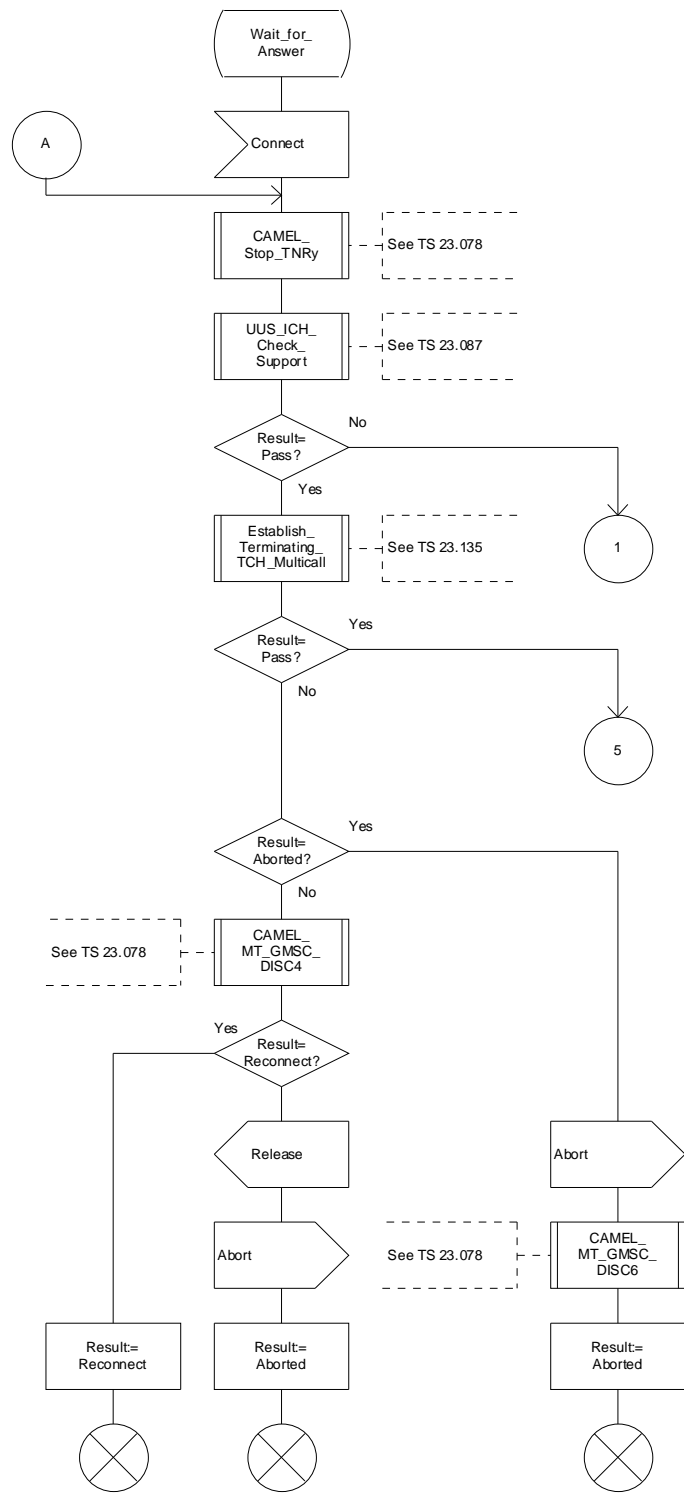 Wait_for_
Answer
A
Connect
CAMEL_
Stop_TNRy
See TS 23.078
UUS_ICH_
Check_
Support
See TS 23.087
Result=
Pass?
No
Yes
Establish_
Terminating_
TCH_Multicall
See TS 23.135
1
Result=
Pass?
Yes
No
5
Result=
Aborted?
Yes
No
See TS 23.078
CAMEL_
MT_GMSC_
DISC4
Yes
Result=
Reconnect?
Release
Abort
Abort
See TS 23.078
CAMEL_
MT_GMSC_
DISC6
Result:=
Reconnect
Result:=
Aborted
Result:=
Aborted